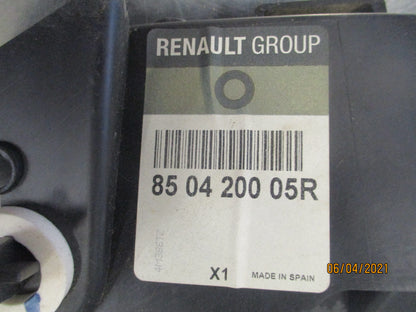 RENAULT GROUP
85 04 200 05R
X1
MADE IN SPAIN
06/04/2021